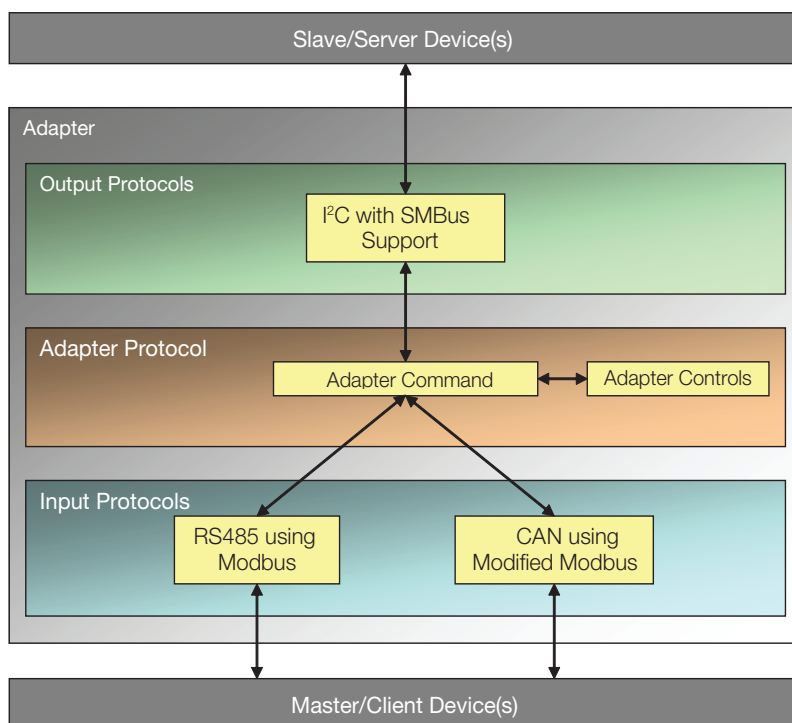 Slave/Server Device(s)
Adapter
Output Protocols
I²C with SMBus
Support
Adapter Protocol
Adapter Command
Adapter Controls
Input Protocols
RS485 using
Modbus
CAN using
Modified Modbus
Master/Client Device(s)